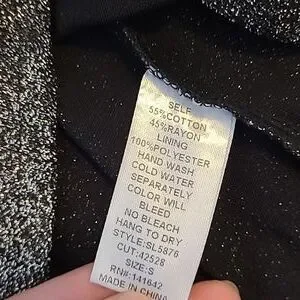 SELF
55%COTTON
45%RAYON
LINING
100%POLYESTER
HAND WASH
COLD WATER
SEPARATELY
COLOR WILL
BLEED
NO BLEACH
HANG TO DRY
STYLE:SL5876
CUT:42528
SIZE:S
RN#:141642
MADE IN CHINA